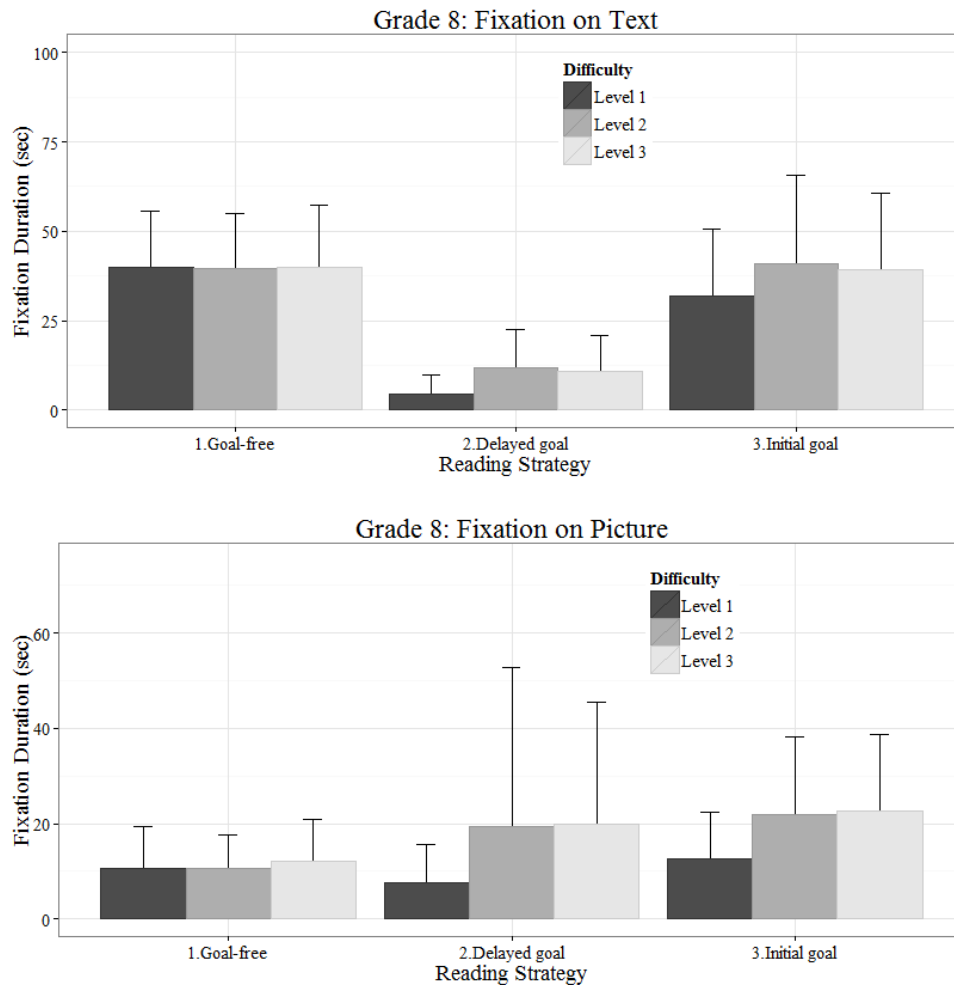 Grade 8: Fixation on Text
Fixation Duration (sec)
100
75
50
25
0
Difficulty
Level 1
Level 2
Level 3
1.Goal-free 2.Delayed goal 3.Initial goal
Reading Strategy
Grade 8: Fixation on Picture
Fixation Duration (sec)
60
40
20
0
Difficulty
Level 1
Level 2
Level 3
1.Goal-free 2.Delayed goal 3.Initial goal
Reading Strategy